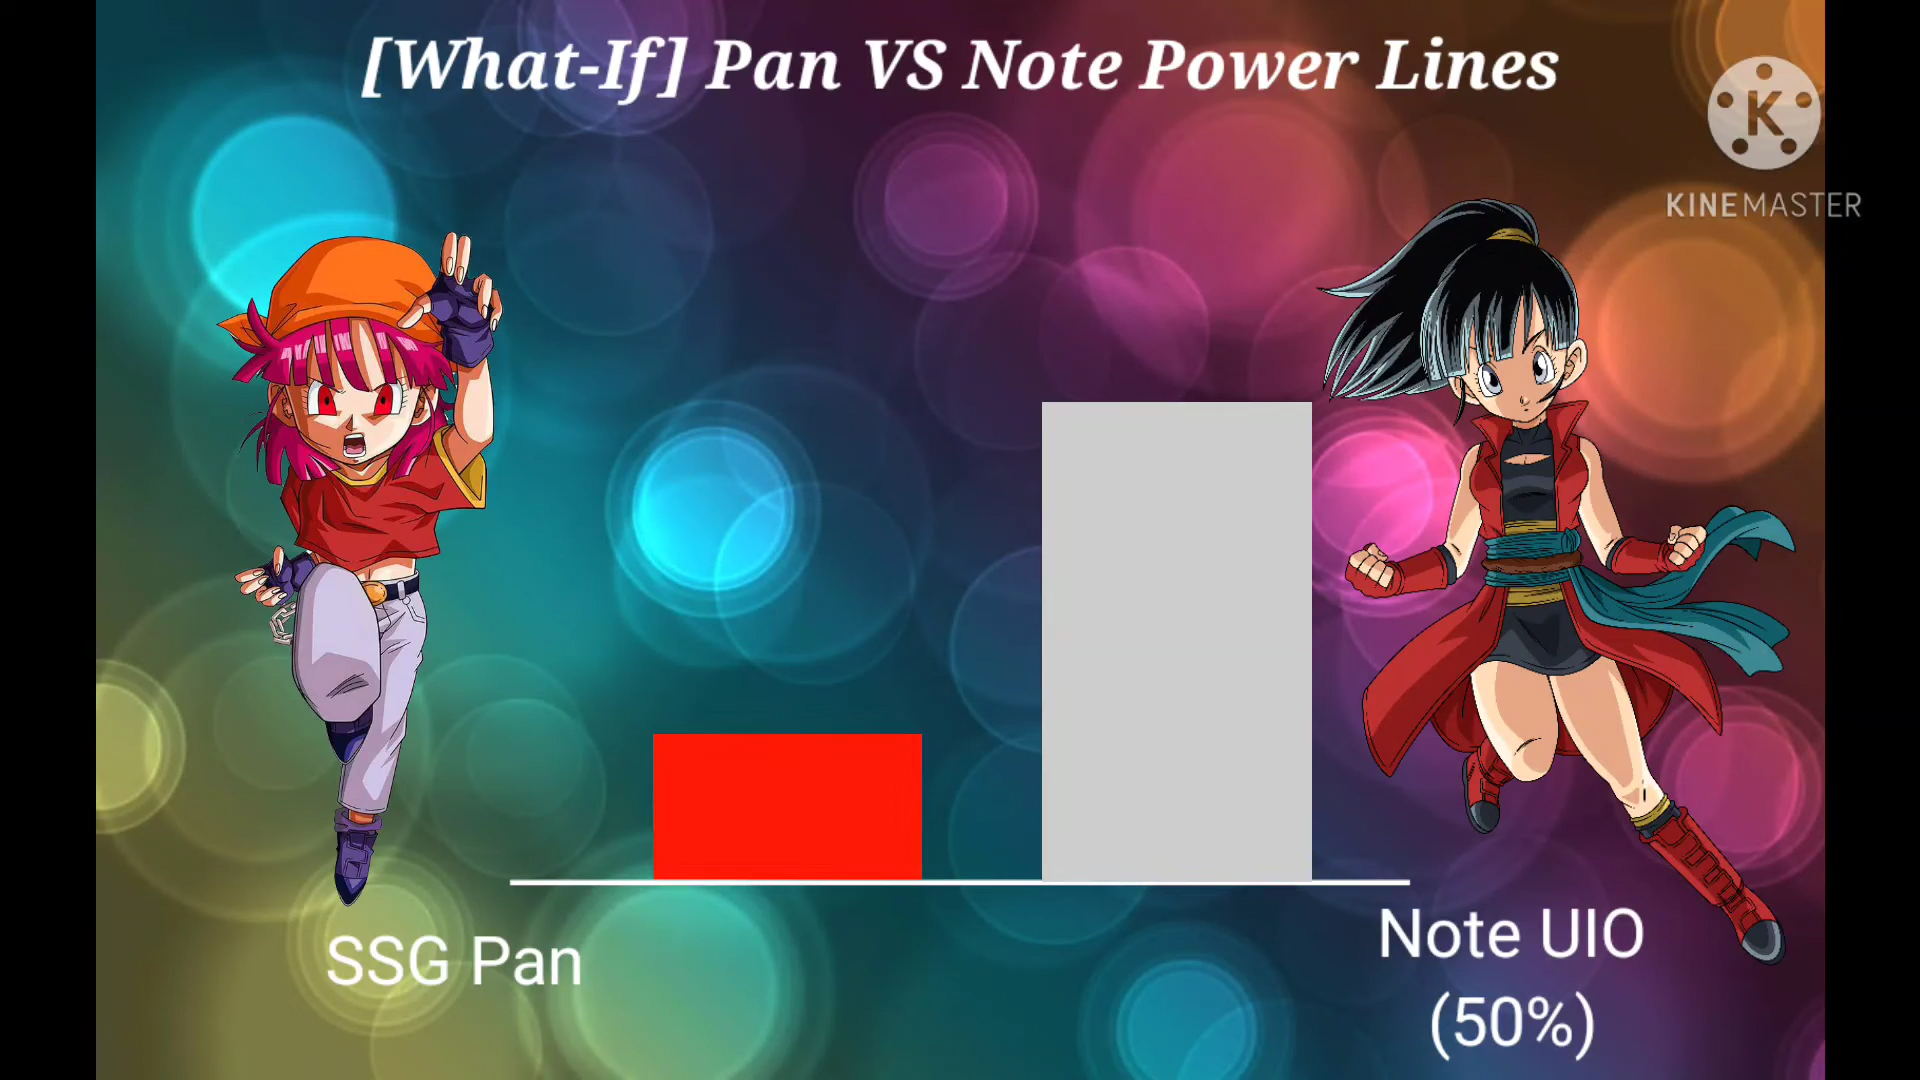 [What-If] Pan VS Note Power Lines
K
KINEMASTER
SSG Pan
Note UIO
(50%)